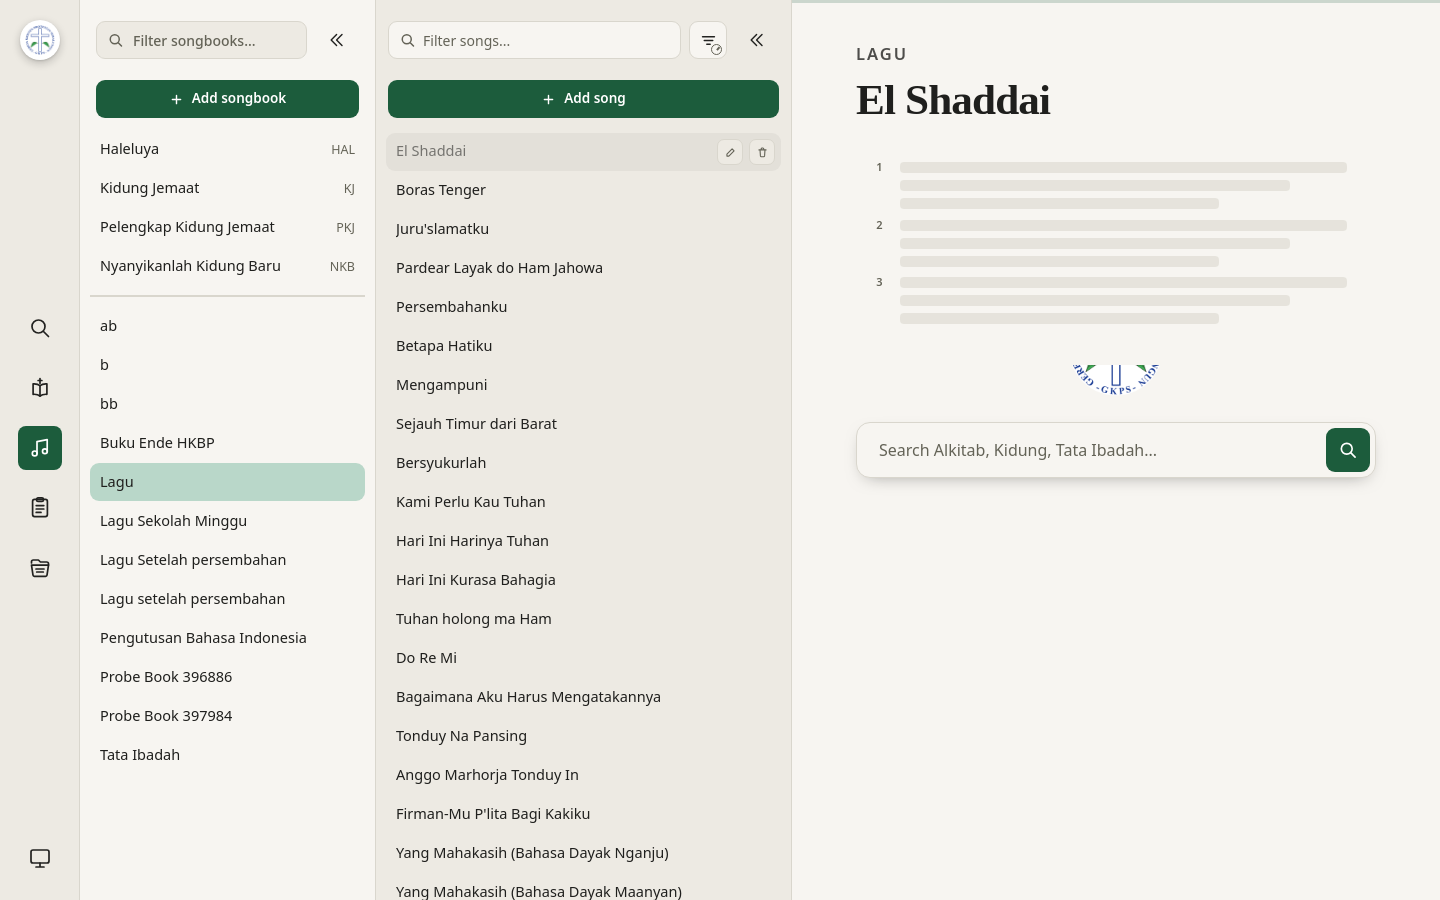 Filter songbooks...
Add songbook
Haleluya HAL
Kidung Jemaat KJ
Pelengkap Kidung Jemaat PKJ
Nyanyikanlah Kidung Baru NKB
ab
b
bb
Buku Ende HKBP
Lagu
Lagu Sekolah Minggu
Lagu Setelah persembahan
Lagu setelah persembahan
Pengutusan Bahasa Indonesia
Probe Book 396886
Probe Book 397984
Tata Ibadah
Filter songs...
Add song
El Shaddai
Boras Tenger
Juru'slamatku
Pardear Layak do Ham Jahowa
Persembahanku
Betapa Hatiku
Mengampuni
Sejauh Timur dari Barat
Bersyukurlah
Kami Perlu Kau Tuhan
Hari Ini Harinya Tuhan
Hari Ini Kurasa Bahagia
Tuhan holong ma Ham
Do Re Mi
Bagaimana Aku Harus Mengatakannya
Tonduy Na Pansing
Anggo Marhorja Tonduy In
Firman-Mu P'lita Bagi Kakiku
Yang Mahakasih (Bahasa Dayak Nganju)
Yang Mahakasih (Bahasa Dayak Maanyan)
LAGU
El Shaddai
1
2
3
-GKPS-
Search Alkitab, Kidung, Tata Ibadah...